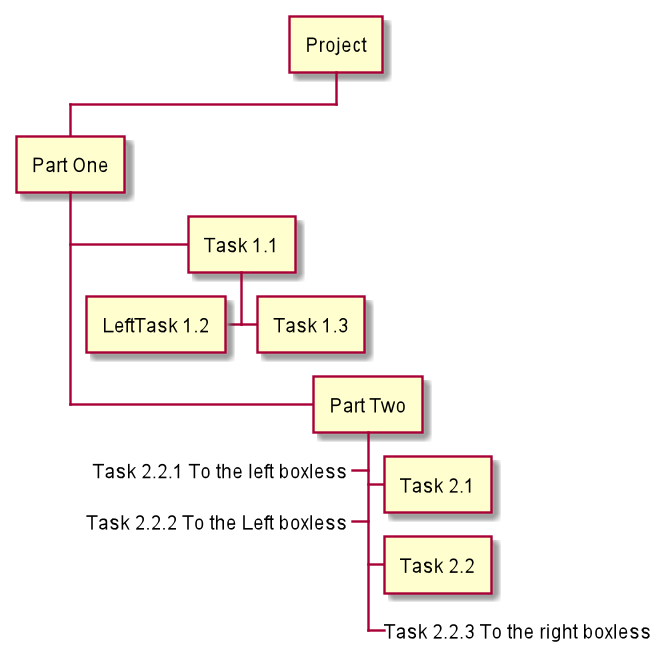 Project
Part One
Task 1.1
LeftTask 1.2
Task 1.3
Part Two
Task 2.2.1 To the left boxless
Task 2.1
Task 2.2.2 To the Left boxless
Task 2.2
Task 2.2.3 To the right boxless